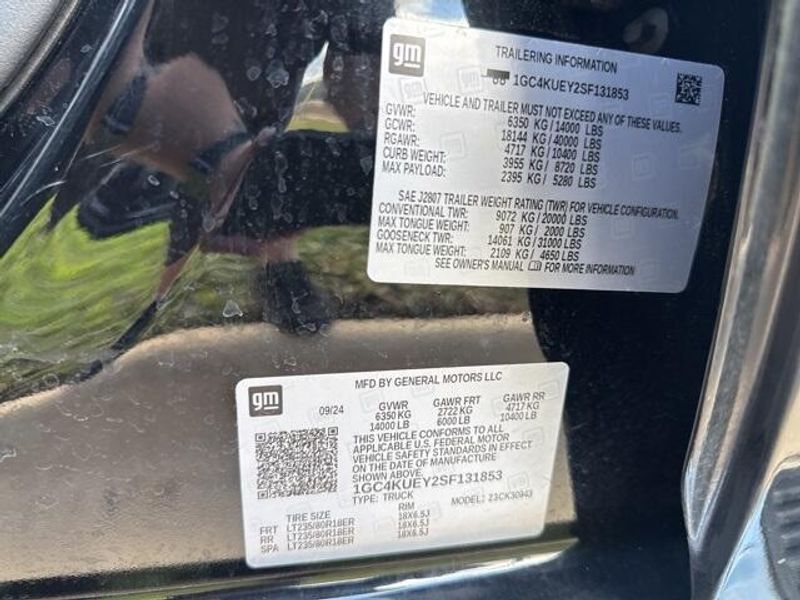 gm
TRAILERING INFORMATION
1GC4KUEY2SF131853
VEHICLE AND TRAILER MUST NOT EXCEED ANY OF THESE VALUES.
GVWR: 6350 KG/14000 LBS
GCWR: 18144 KG/40000 LBS
RGAWR: 4717 KG/10400 LBS
CURB WEIGHT: 3955 KG/ 8720 LBS
MAX PAYLOAD: 2395 KG/ 5280 LBS
SAE J2807 TRAILER WEIGHT RATING (TWR) FOR VEHICLE CONFIGURATION.
CONVENTIONAL TWR: 9072 KG/20000 LBS
MAX TONGUE WEIGHT: 907 KG/ 2000 LBS
GOOSENECK TWR: 14061 KG/31000 LBS
MAX TONGUE WEIGHT: 2109 KG/ 4650 LBS
SEE OWNER'S MANUAL FOR MORE INFORMATION
gm
MFD BY GENERAL MOTORS LLC
09/24 GVWR GAWR FRT GAWR RR
6350KG 2722 KG 4717 KG
14000 LB 6000 LB 10400 LB
THIS VEHICLE CONFORMS TO ALL
APPLICABLE U.S. FEDERAL MOTOR
VEHICLE SAFETY STANDARDS IN EFFECT
ON THE DATE OF MANUFACTURE
SHOWN ABOVE
1GC4KUEY2SF131853
TYPE: TRUCK MODEL: 23CK30943
TIRE SIZE RIM
FRT LT235/80R18ER 18X6.5J
RR LT235/80R18ER 18X6.5J
SPA LT235/80R18ER 18X6.5J